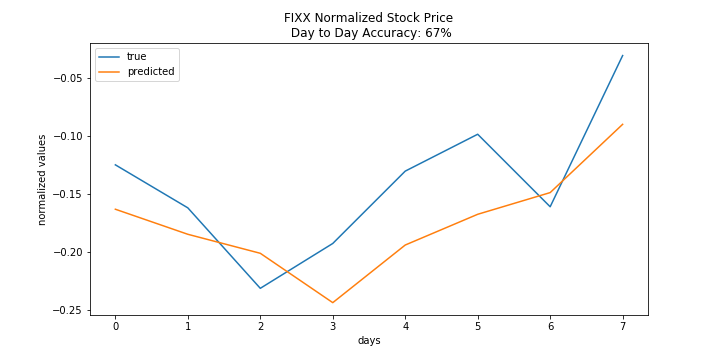 FIXX Normalized Stock Price
Day to Day Accuracy: 67%
true
predicted
−0.05
−0.10
−0.15
−0.20
−0.25
normalized values
0 1 2 3 4 5 6 7
days